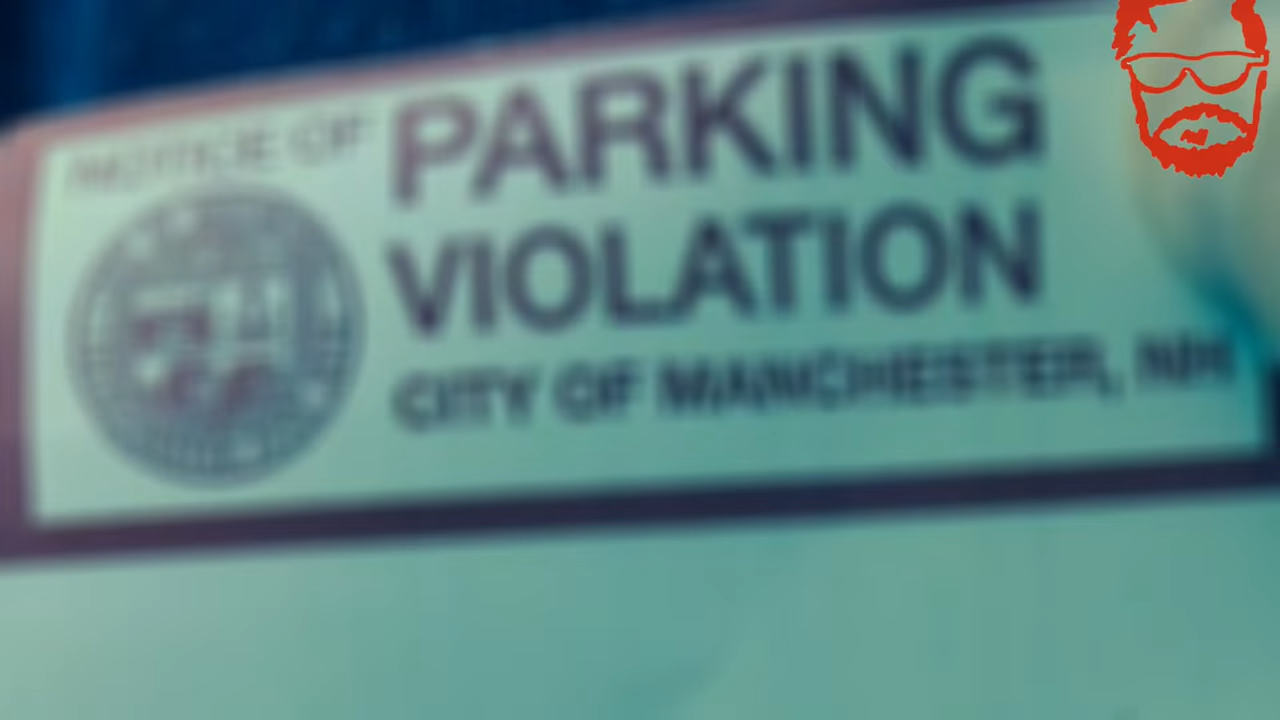 NOTICE OF
PARKING
VIOLATION
CITY OF MANCHESTER, NH